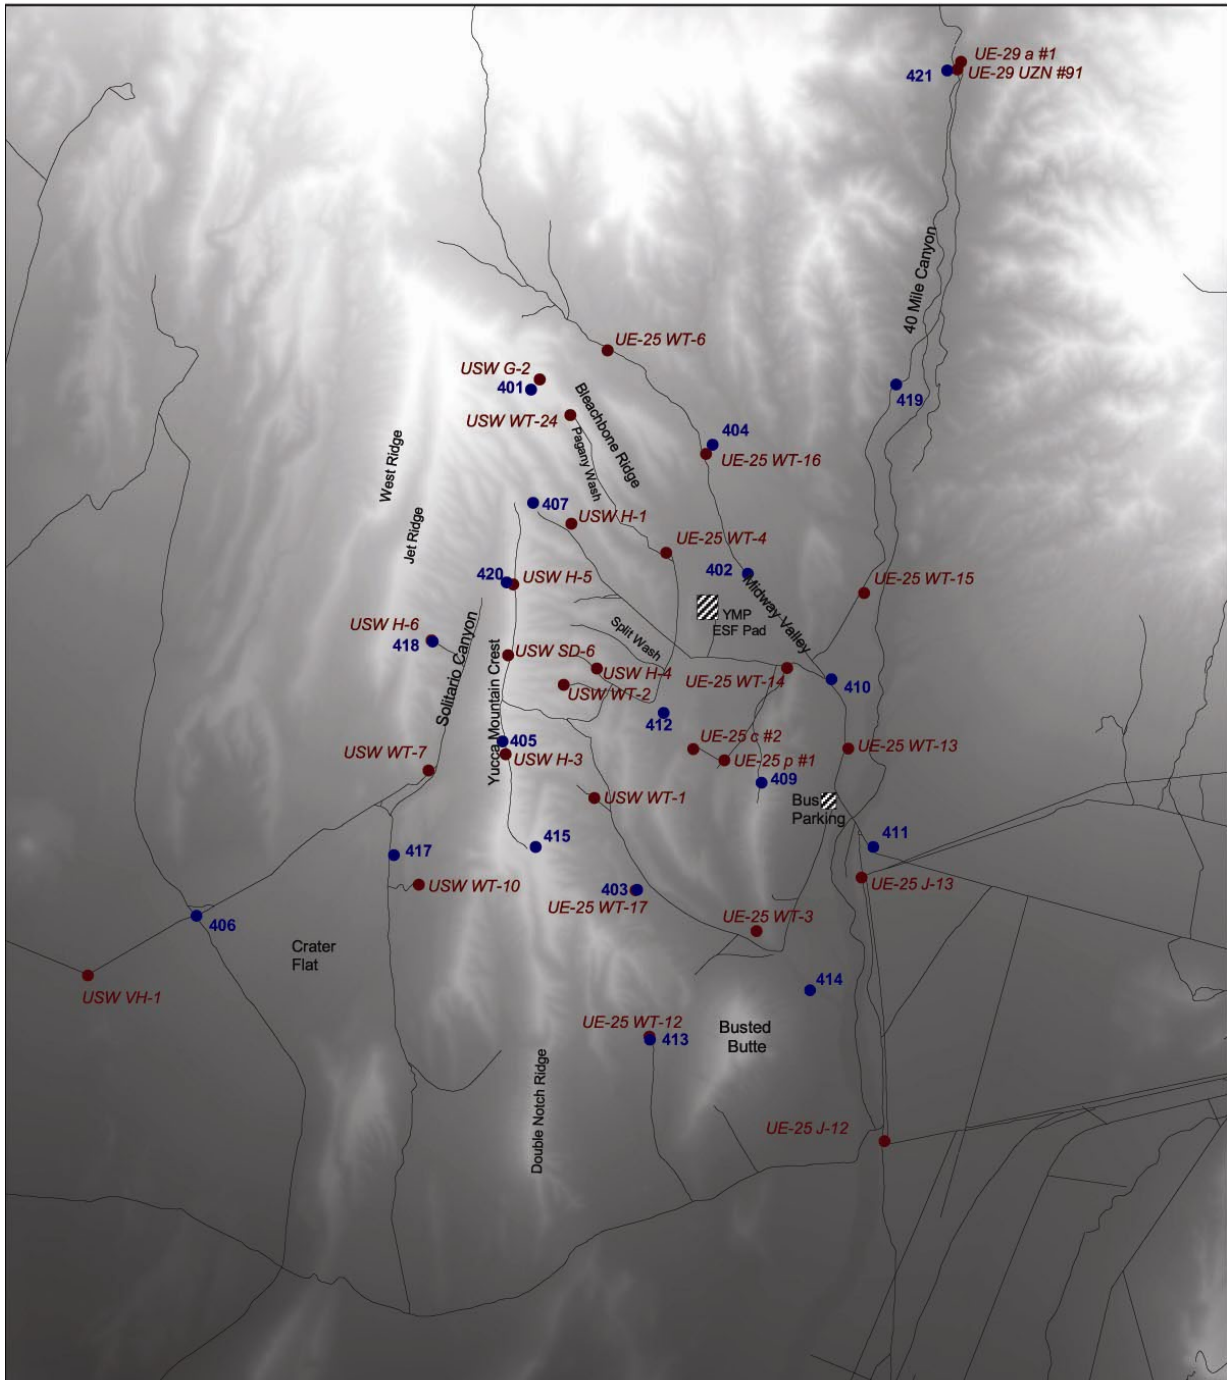 UE-29 a #1
421
UE-29 UZN #91
40 Mile Canyon
UE-25 WT-6
USW G-2
401
419
Bleachbone Ridge
USW WT-24
Pagany Wash
404
UE-25 WT-16
West Ridge
407
USW H-1
Jet Ridge
UE-25 WT-4
420
USW H-5
402
Midway Valley
UE-25 WT-15
YMP
ESF Pad
USW H-6
418
Split Wash
Solitario Canyon
USW SD-6
USW H-4
UE-25 WT-14
410
USW WT-2
Yucca Mountain Crest
412
405
UE-25 c #2
UE-25 WT-13
USW WT-7
USW H-3
UE-25 p #1
409
USW WT-1
Bus
Parking
417
415
411
USW WT-10
403
UE-25 WT-17
UE-25 J-13
406
UE-25 WT-3
Crater
Flat
USW VH-1
414
UE-25 WT-12
413
Busted
Butte
Double Notch Ridge
UE-25 J-12